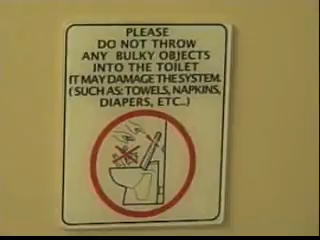 PLEASE
DO NOT THROW
ANY BULKY OBJECTS
INTO THE TOILET
IT MAY DAMAGE THE SYSTEM.
(SUCH AS: TOWELS, NAPKINS,
DIAPERS, ETC..)